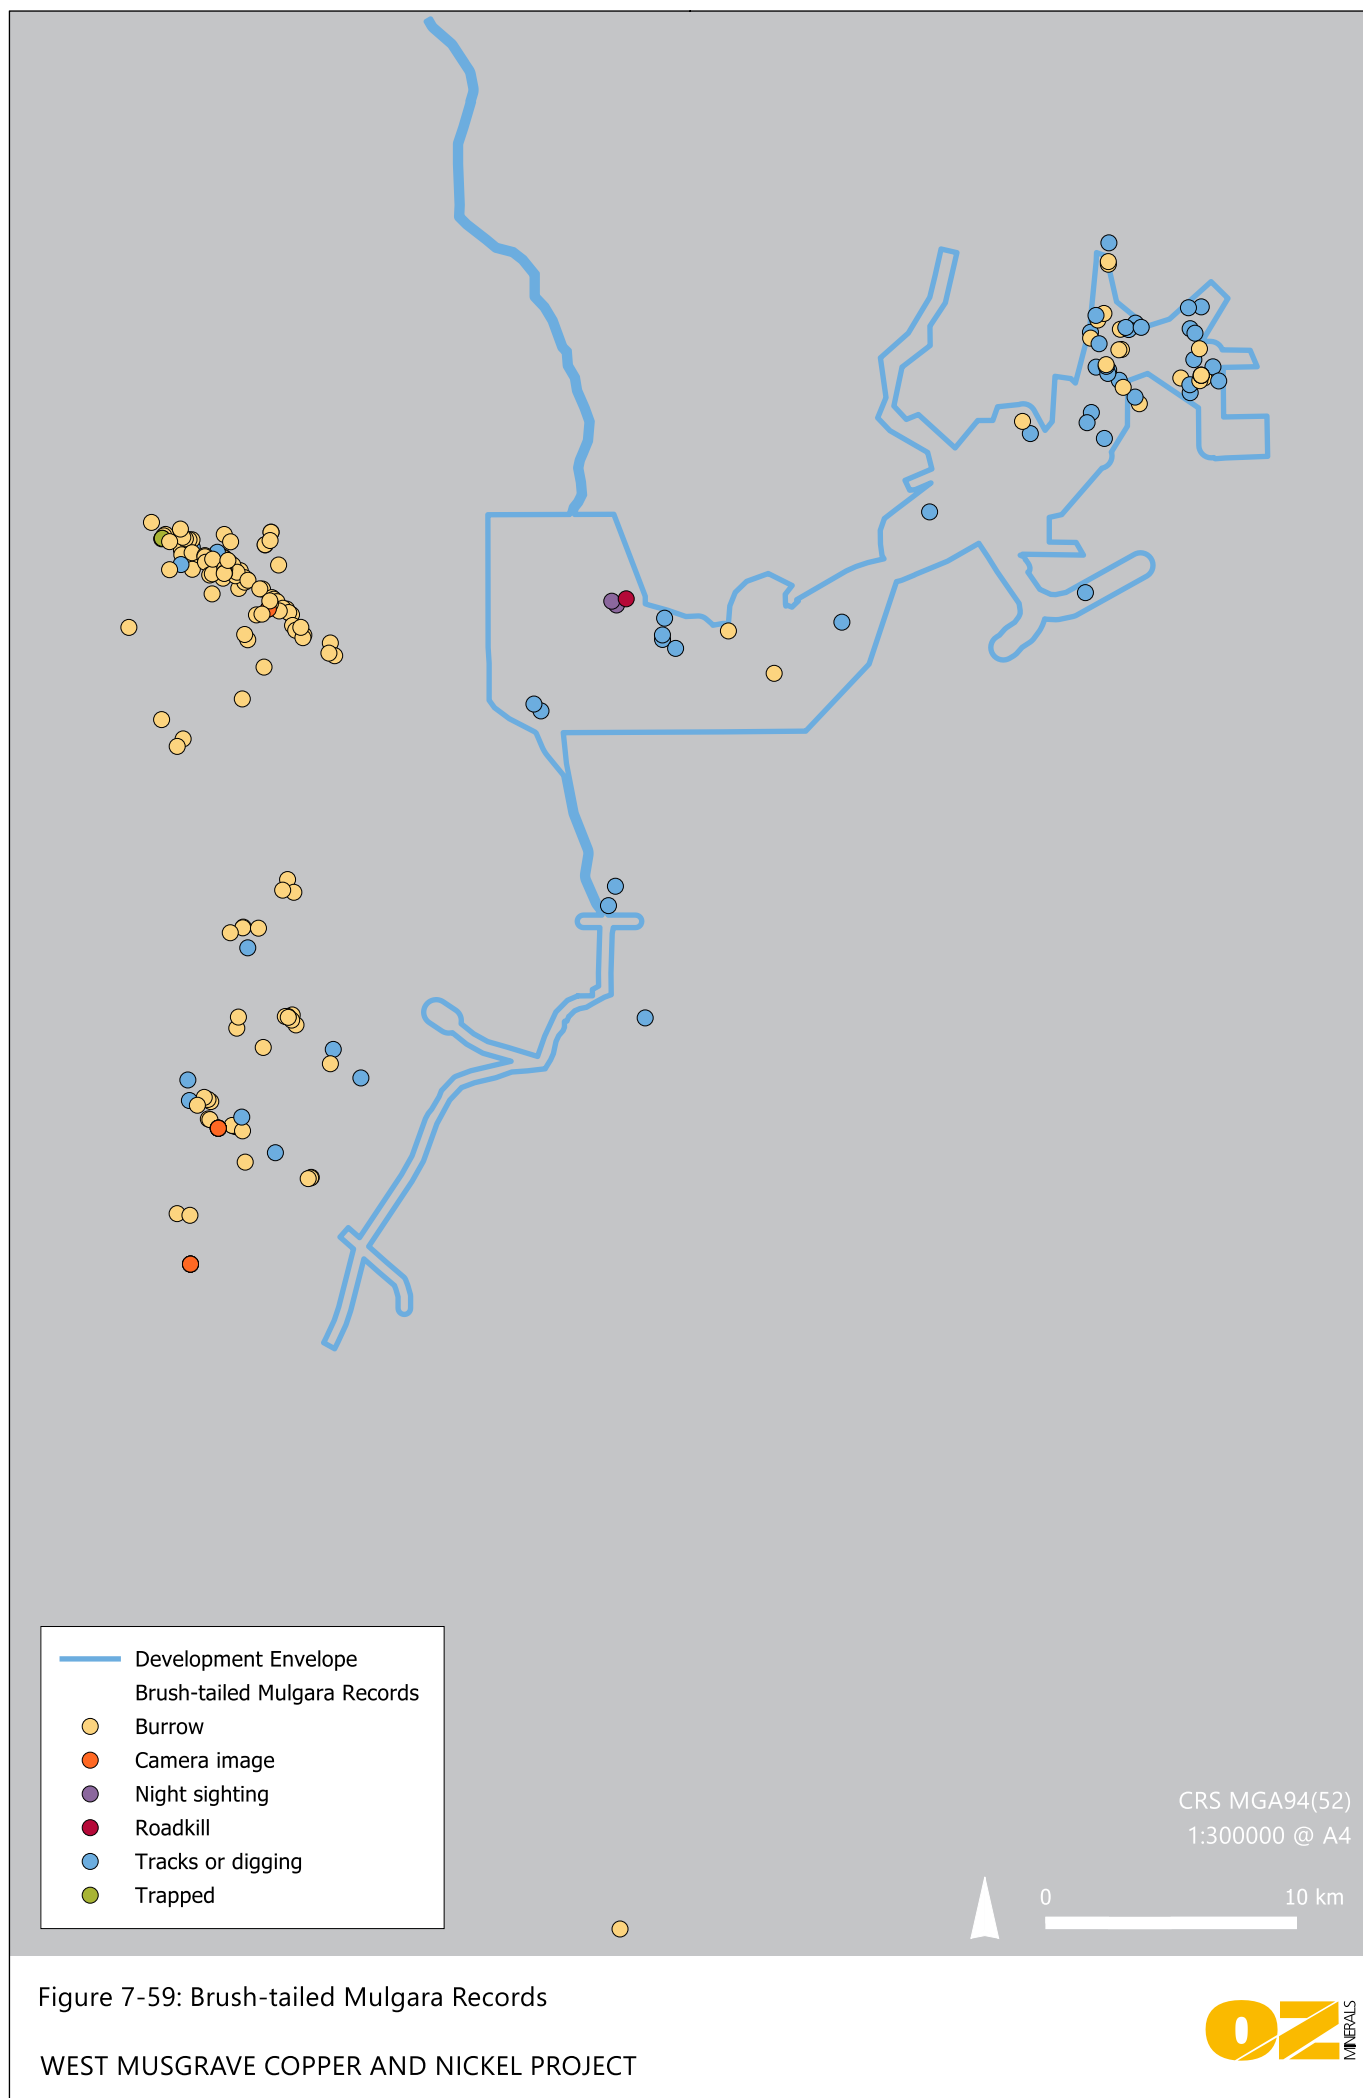 Development Envelope
Brush-tailed Mulgara Records
Burrow
Camera image
Night sighting
Roadkill
Tracks or digging
Trapped
CRS MGA94(52)
1:300000 @ A4
0 10 km
Figure 7-59: Brush-tailed Mulgara Records
WEST MUSGRAVE COPPER AND NICKEL PROJECT
OZ
MINERALS